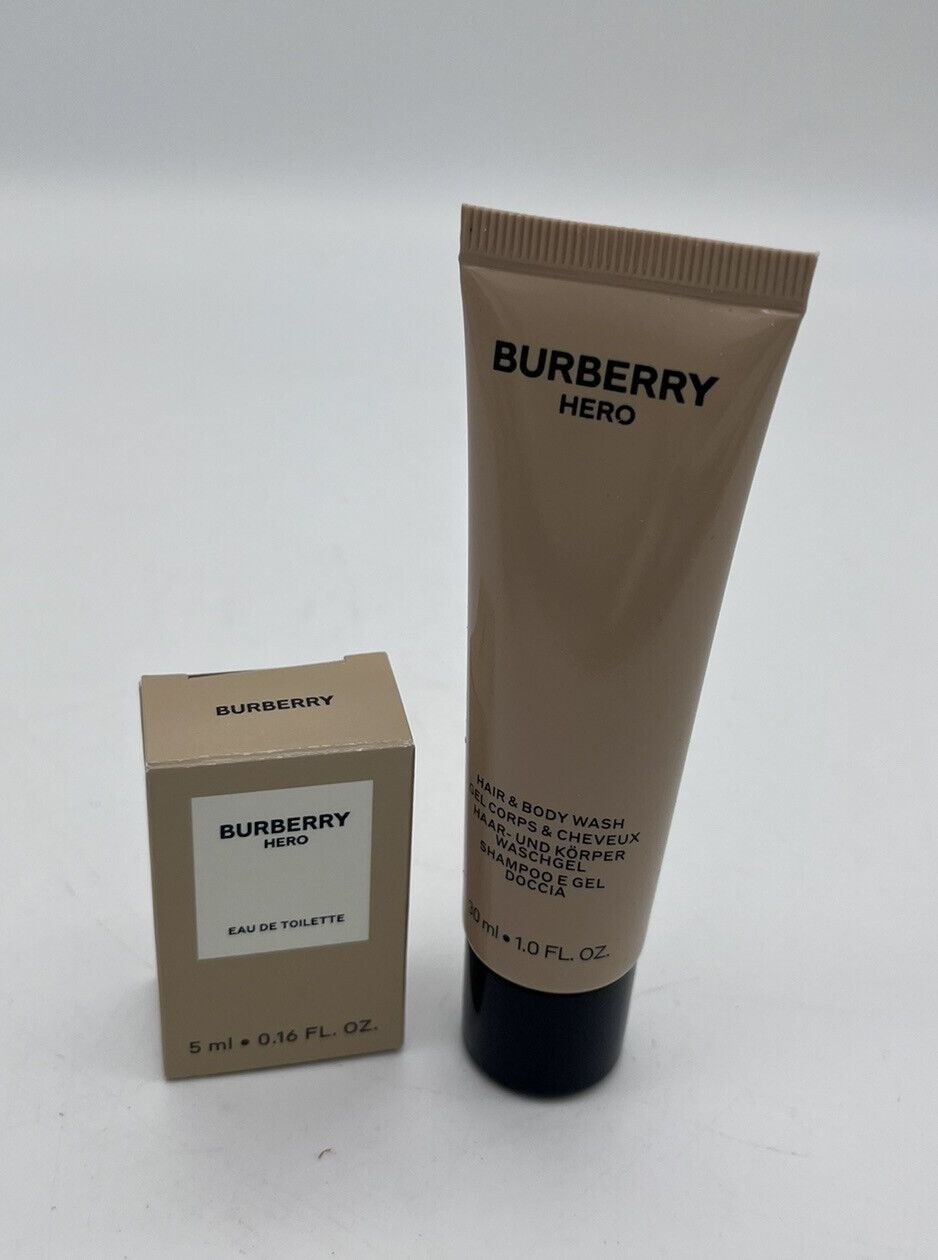 BURBERRY
HERO
HAIR & BODY WASH
GEL CORPS & CHEVEUX
HAAR- UND KÖRPER
WASCHGEL
SHAMPOO E GEL
DOCCIA
30 ml • 1.0 FL. OZ.
BURBERRY
BURBERRY
HERO
EAU DE TOILETTE
5 ml • 0.16 FL. OZ.